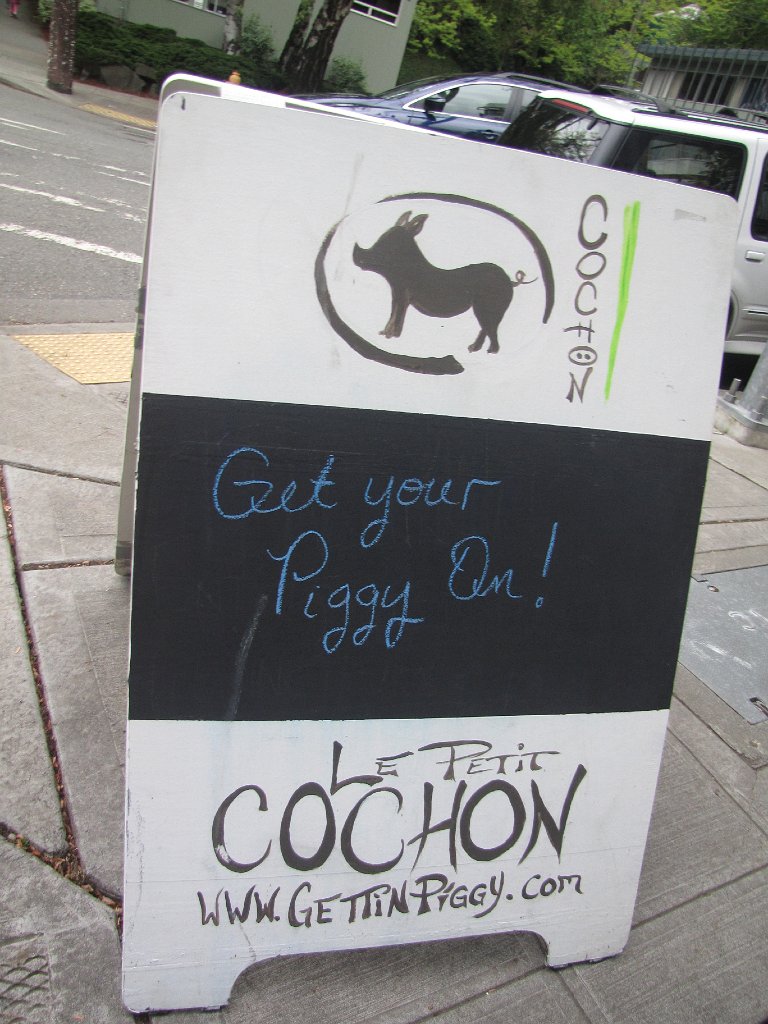 COCHON
Get your
Piggy On!
LE PETIT
COCHON
WWW.GETTINPIGGY.COM